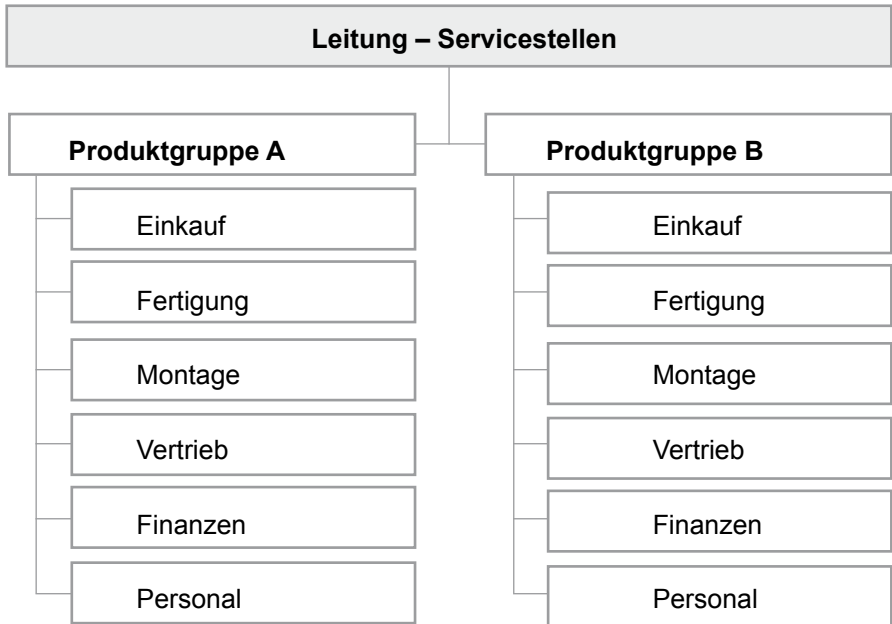 Leitung – Servicestellen
Produktgruppe A
Einkauf
Fertigung
Montage
Vertrieb
Finanzen
Personal
Produktgruppe B
Einkauf
Fertigung
Montage
Vertrieb
Finanzen
Personal